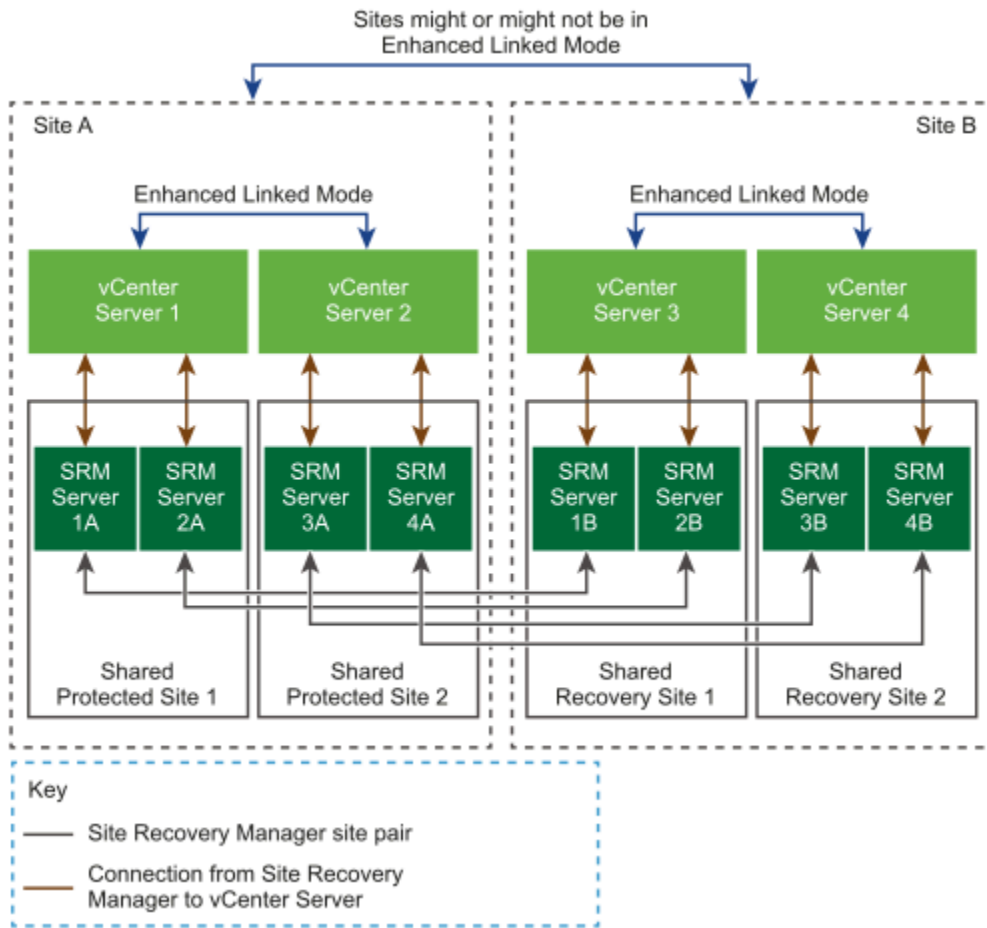 Sites might or might not be in
Enhanced Linked Mode
Site A
Site B
Enhanced Linked Mode
Enhanced Linked Mode
vCenter
Server 1
vCenter
Server 2
vCenter
Server 3
vCenter
Server 4
SRM
Server
1A
SRM
Server
2A
SRM
Server
3A
SRM
Server
4A
SRM
Server
1B
SRM
Server
2B
SRM
Server
3B
SRM
Server
4B
Shared
Protected Site 1
Shared
Protected Site 2
Shared
Recovery Site 1
Shared
Recovery Site 2
Key
Site Recovery Manager site pair
Connection from Site Recovery
Manager to vCenter Server